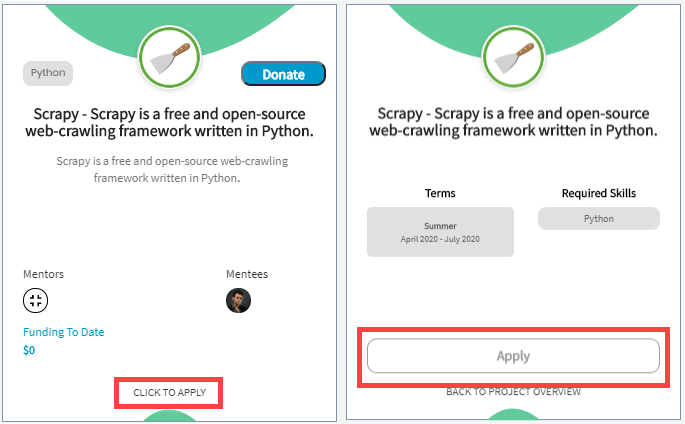 Python
Donate
Scrapy - Scrapy is a free and open-source
web-crawling framework written in Python.
Scrapy is a free and open-source web-crawling
framework written in Python.
Mentors
Mentees
Funding To Date
$0
CLICK TO APPLY
Scrapy - Scrapy is a free and open-source
web-crawling framework written in Python.
Terms
Required Skills
Summer
April 2020 - July 2020
Python
Apply
BACK TO PROJECT OVERVIEW